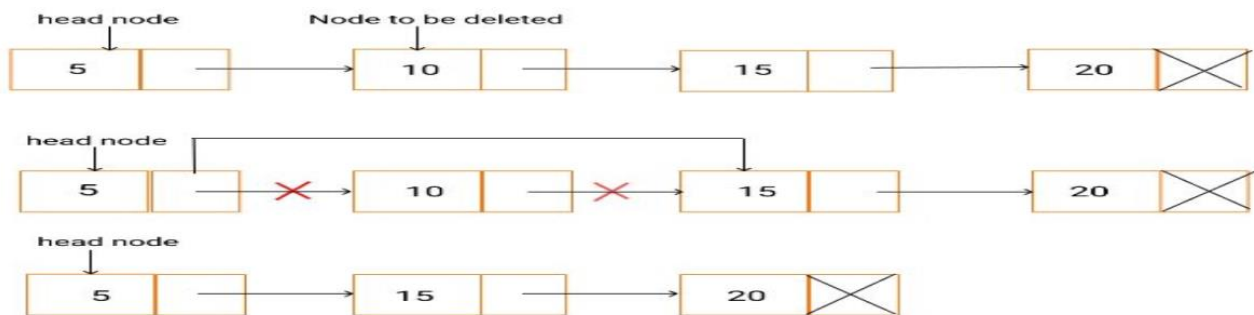 head node Node to be deleted
5 10 15 20
head node
5 10 15 20
head node
5 15 20